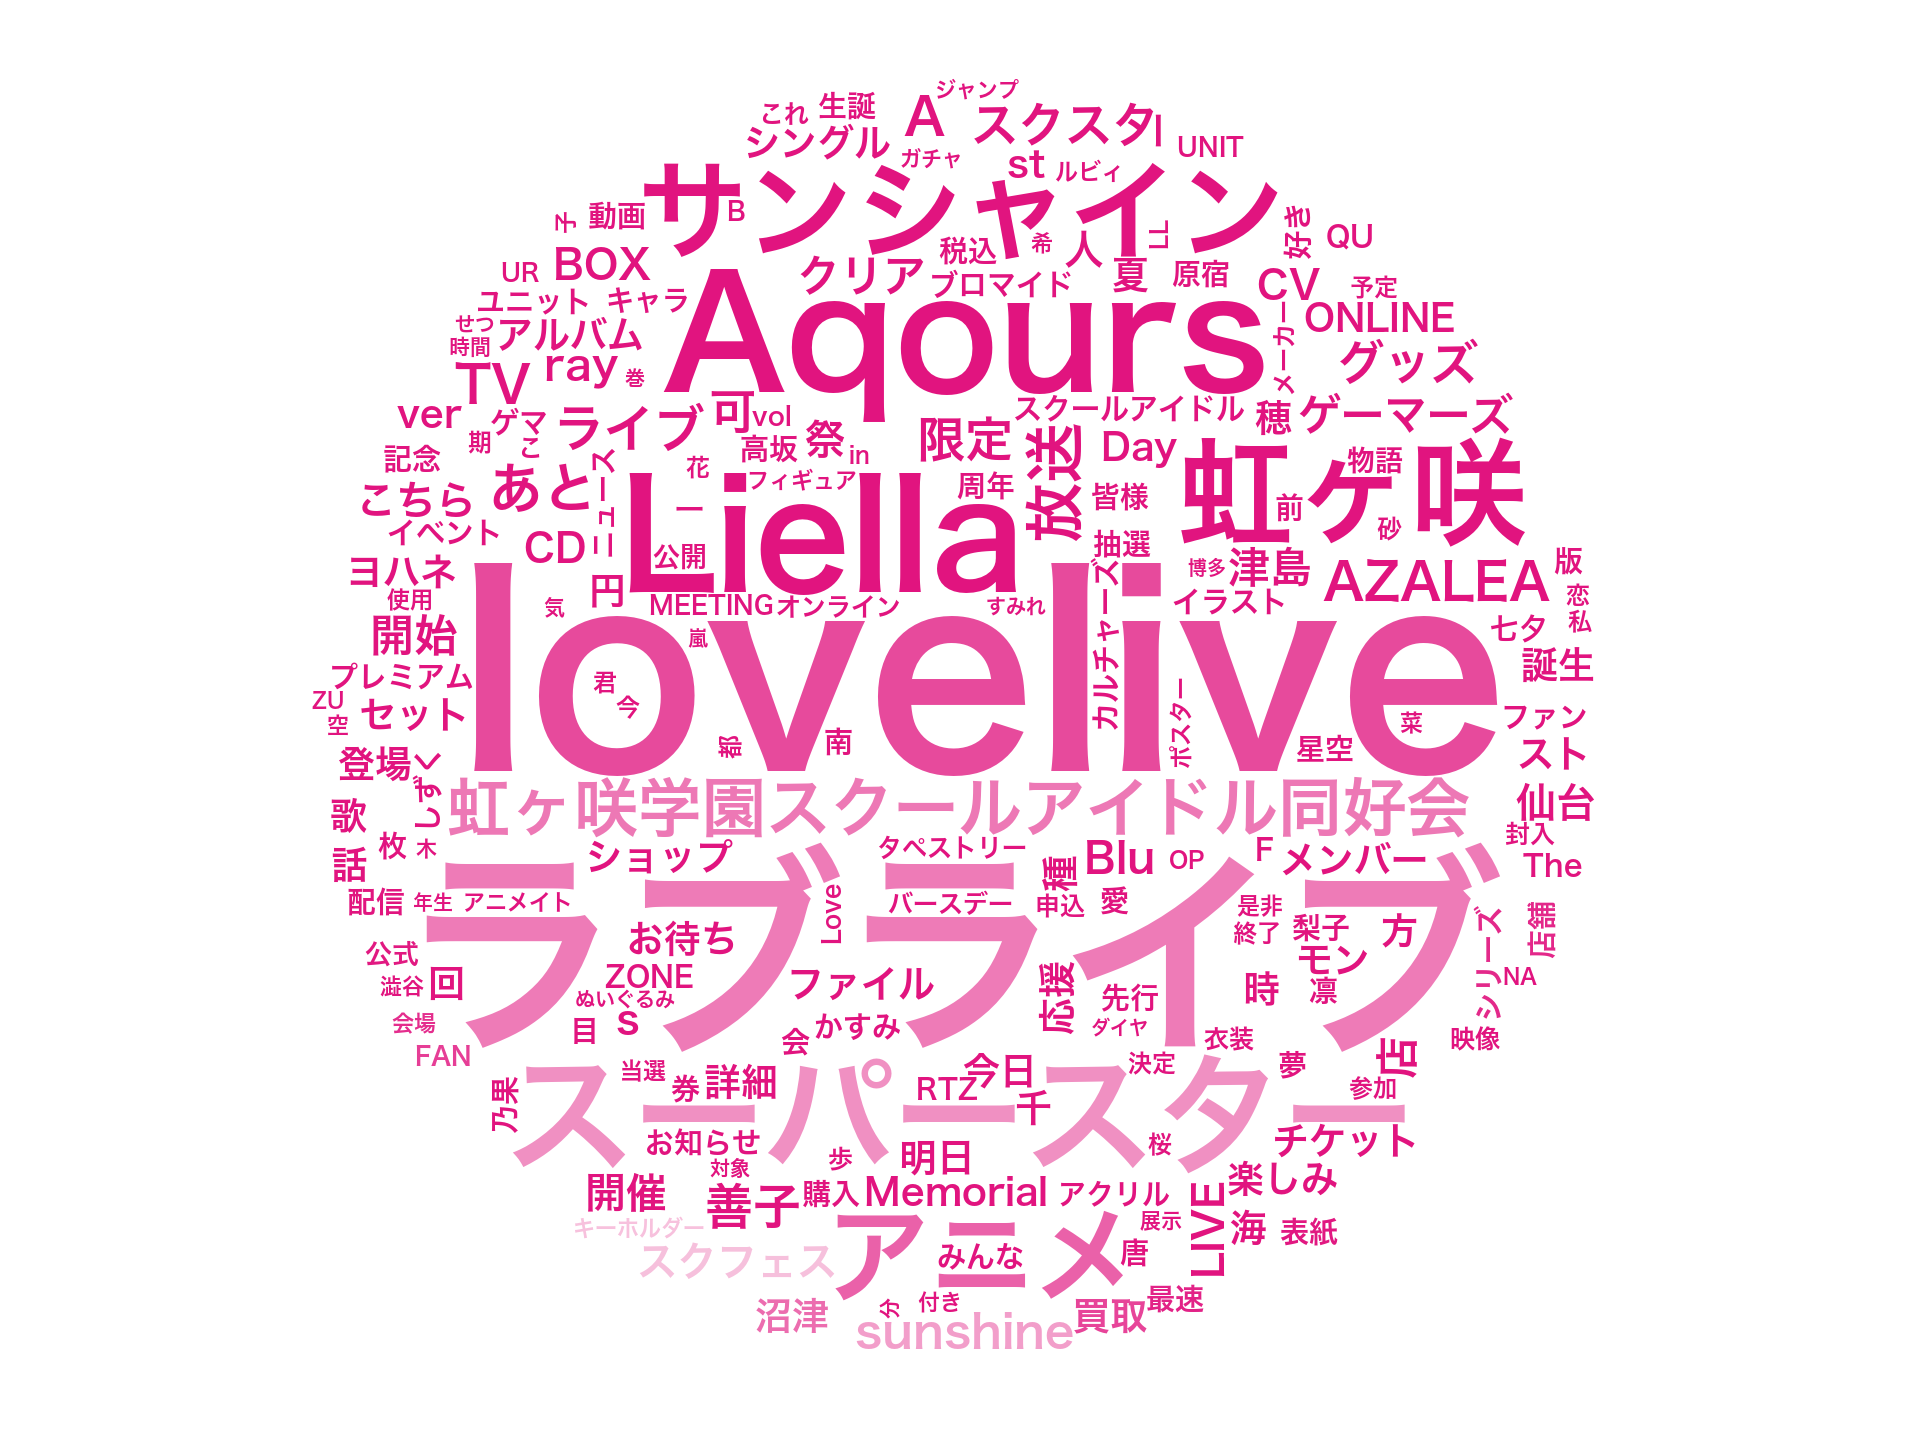 ジャンプ
これ 生誕 A スクスタ l
シングル ガチャ st ルビィ UNIT
サンシャイン
子 動画 B 税込 希 人 LL 好き QU
UR BOX クリア ブロマイド 夏 原宿 CV 予定
ユニット キャラ
Aqours
せつ アルバム メーカー ONLINE
時間 TV ray 巻 グッズ
ver ゲマ ライブ 可 vol スクールアイドル 穂 ゲーマーズ
期 こ 高坂 祭 in 限定 放送 Day
記念 花 フィギュア 物語
虹ヶ咲
こちら あと ニュース 一 周年 皆様 前 砂
Liella
イベント CD 公開 抽選
ヨハネ 円 博多 津島 AZALEA 版
使用 気 MEETING オンライン すみれ カルチャーズ イラスト 恋
開始 嵐 七夕 私
lovelive
プレミアム 君 誕生
ZU セット 今 ポスター 菜 ファン
空 都 南 星空 スト
登場 しずく
虹ヶ咲学園スクールアイドル同好会
仙台
歌 枚 木 ショップ タペストリー Blu OP F メンバー 封入
話 種 The
配信 年生 アニメイト Love バースデー 申込 愛 是非 梨子 方 シリーズ 店舗
ラブライブ
公式 お待ち 終了 モン
澁谷 回 ZONE ファイル 応援 先行 時 凛 NA
会場 ぬいぐるみ
目 s 会 かすみ ダイヤ 衣装 映像
FAN 当選 今日 決定 夢 店
乃果 券 詳細 RTZ 千 参加
スーパースター
お知らせ 歩 明日 桜 チケット
対象
開催 善子 購入 Memorial アクリル LIVE 楽しみ
キーホルダー 展示 海 表紙
スクフェス アニメ みんな 唐
沼津 分 付き 買取 最速
sunshine